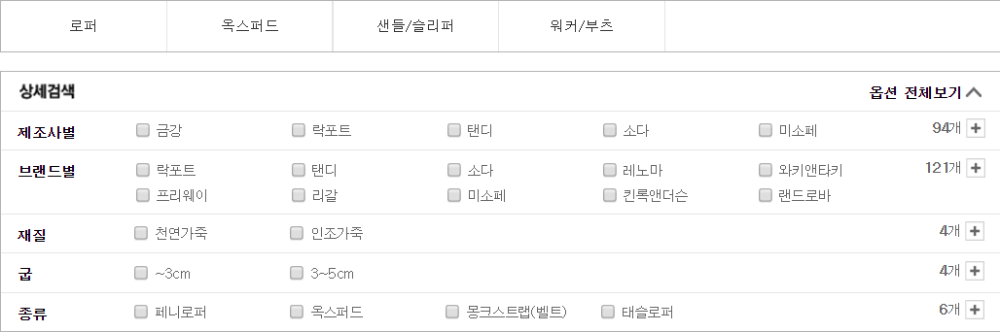 로퍼 옥스퍼드 샌들/슬리퍼 워커/부츠
상세검색 옵션 전체보기
제조사별 금강 락포트 탠디 소다 미소페 94개
브랜드별 락포트 탠디 소다 레노마 와키앤타키 121개
프리웨이 리갈 미소페 킨록앤더슨 랜드로바
재질 천연가죽 인조가죽 4개
굽 ~3cm 3~5cm 4개
종류 페니로퍼 옥스퍼드 몽크스트랩(벨트) 태슬로퍼 6개